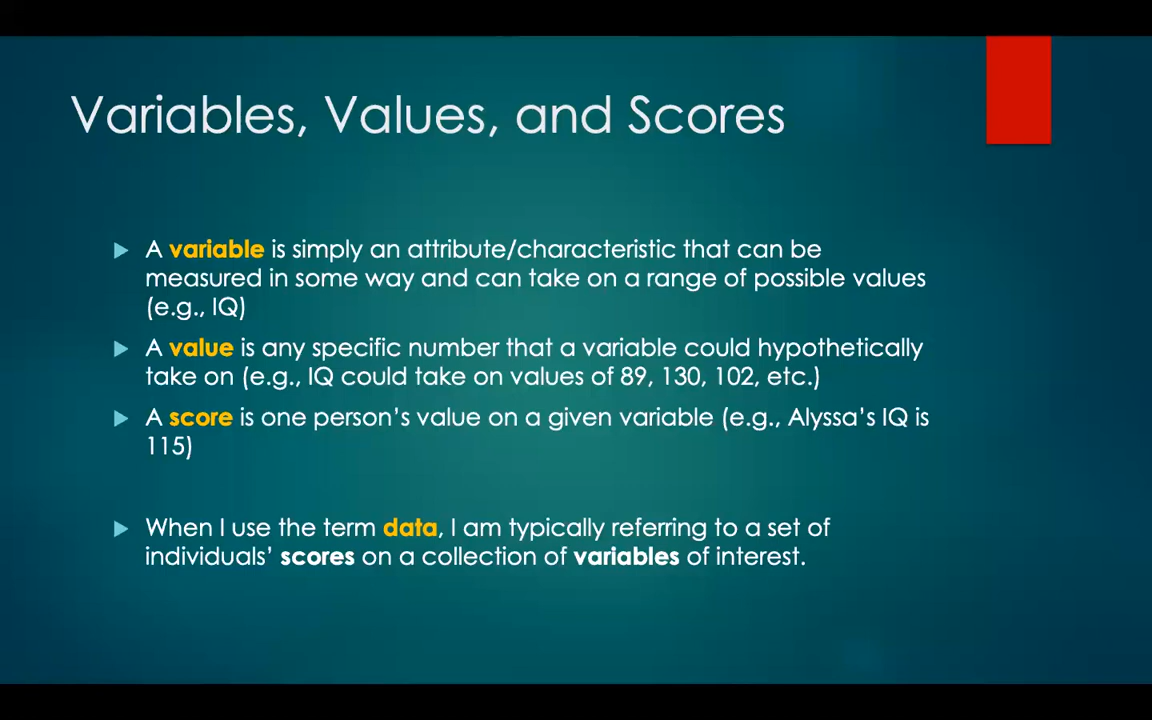 Variables, Values, and Scores
A variable is simply an attribute/characteristic that can be
measured in some way and can take on a range of possible values
(e.g., IQ)
A value is any specific number that a variable could hypothetically
take on (e.g., IQ could take on values of 89, 130, 102, etc.)
A score is one person's value on a given variable (e.g., Alyssa's IQ is
115)
When I use the term data, I am typically referring to a set of
individuals' scores on a collection of variables of interest.